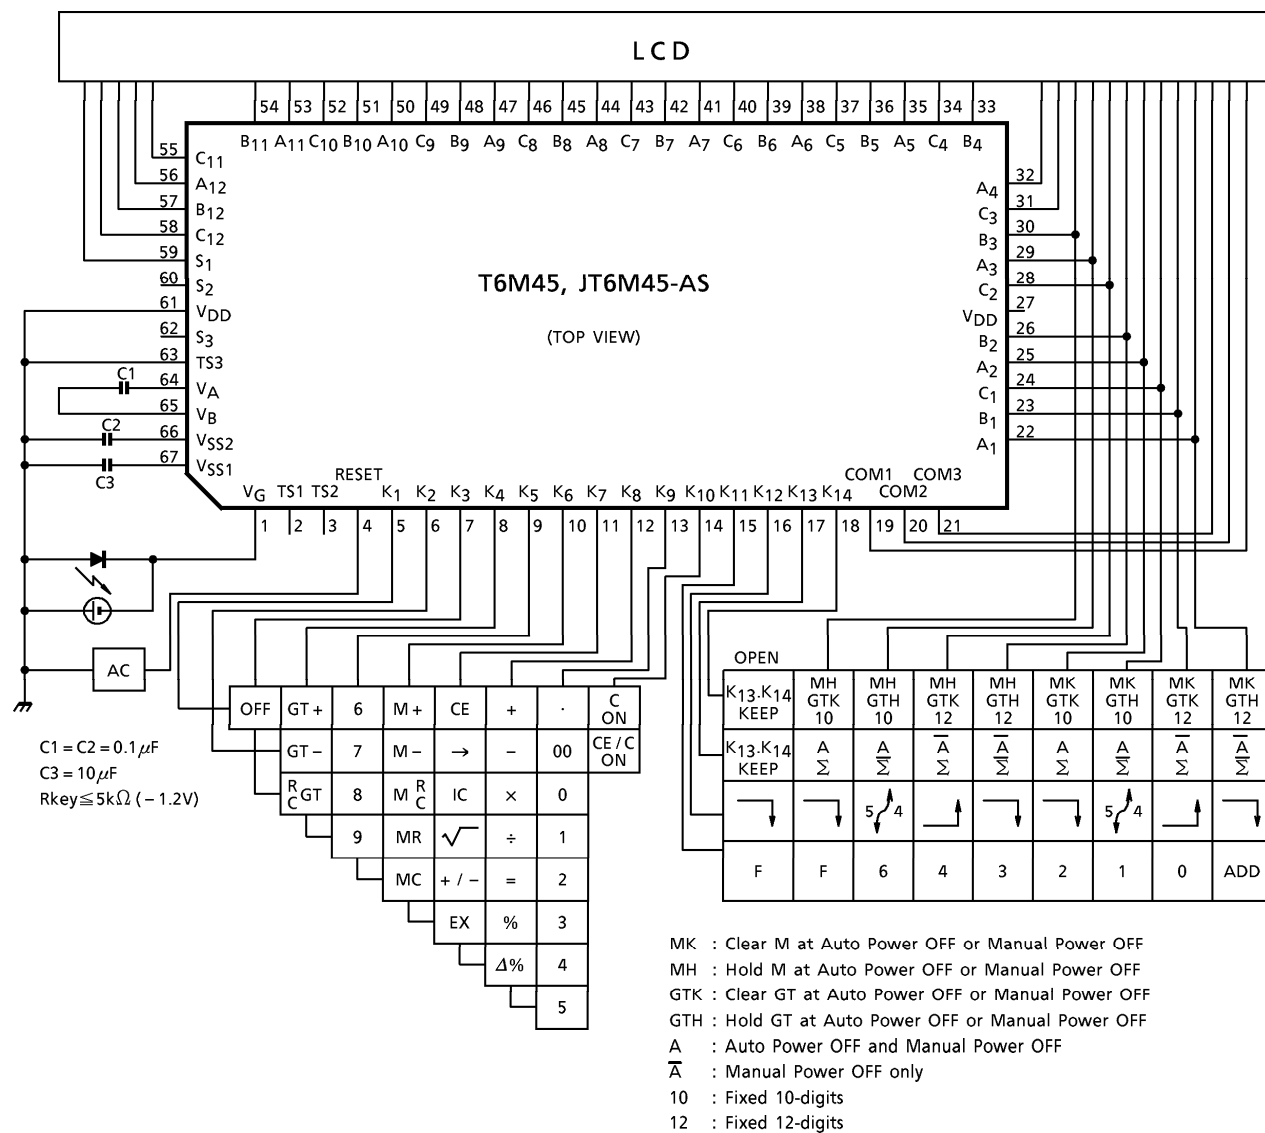 LCD
54 53 52 51 50 49 48 47 46 45 44 43 42 41 40 39 38 37 36 35 34 33
B11 A11 C10 B10 A10 C9 B9 A9 C8 B8 A8 C7 B7 A7 C6 B6 A6 C5 B5 A5 C4 B4
55 C11
56 A12
57 B12
58 C12
59 S1
60 S2
61 VDD
62 S3
63 TS3
64 VA
65 VB
66 VSS2
67 VSS1
C1
C2
C3
T6M45, JT6M45-AS
(TOP VIEW)
A4 32
C3 31
B3 30
A3 29
C2 28
VDD 27
B2 26
A2 25
C1 24
B1 23
A1 22
RESET COM1 COM3
VG TS1 TS2 K1 K2 K3 K4 K5 K6 K7 K8 K9 K10 K11 K12 K13 K14 COM2
1 2 3 4 5 6 7 8 9 10 11 12 13 14 15 16 17 18 19 20 21
AC
OFF GT+ 6 M+ CE + · C ON
GT− 7 M− → − 00 CE/C ON
RCGT 8 MRC IC × 0
9 MR √ ÷ 1
MC +/− = 2
EX % 3
Δ% 4
5
C1=C2=0.1μF
C3=10μF
Rkey≦5kΩ (−1.2V)
OPEN
K13.K14 MH MH MH MH MK MK MK MK
KEEP GTK GTH GTK GTH GTK GTH GTK GTH
10 10 12 12 10 10 12 12
K13.K14 A A A̅ A̅ A A A̅ A̅
KEEP Σ Σ̅ Σ Σ̅ Σ Σ̅ Σ Σ̅
5 4 5 4
F F 6 4 3 2 1 0 ADD
MK : Clear M at Auto Power OFF or Manual Power OFF
MH : Hold M at Auto Power OFF or Manual Power OFF
GTK : Clear GT at Auto Power OFF or Manual Power OFF
GTH : Hold GT at Auto Power OFF or Manual Power OFF
A : Auto Power OFF and Manual Power OFF
A̅ : Manual Power OFF only
10 : Fixed 10-digits
12 : Fixed 12-digits